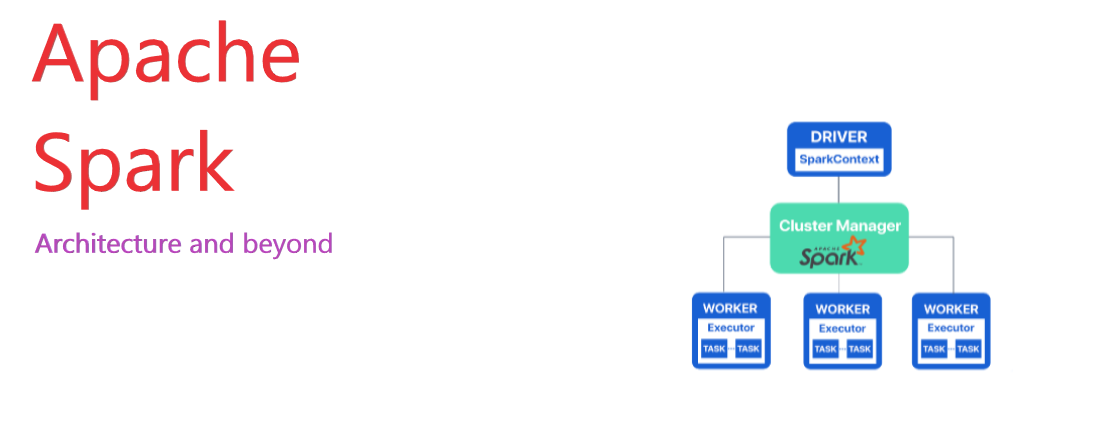 Apache
Spark
Architecture and beyond
DRIVER
SparkContext
Cluster Manager
APACHE
Spark
WORKER
Executor
TASK TASK
WORKER
Executor
TASK TASK
WORKER
Executor
TASK TASK